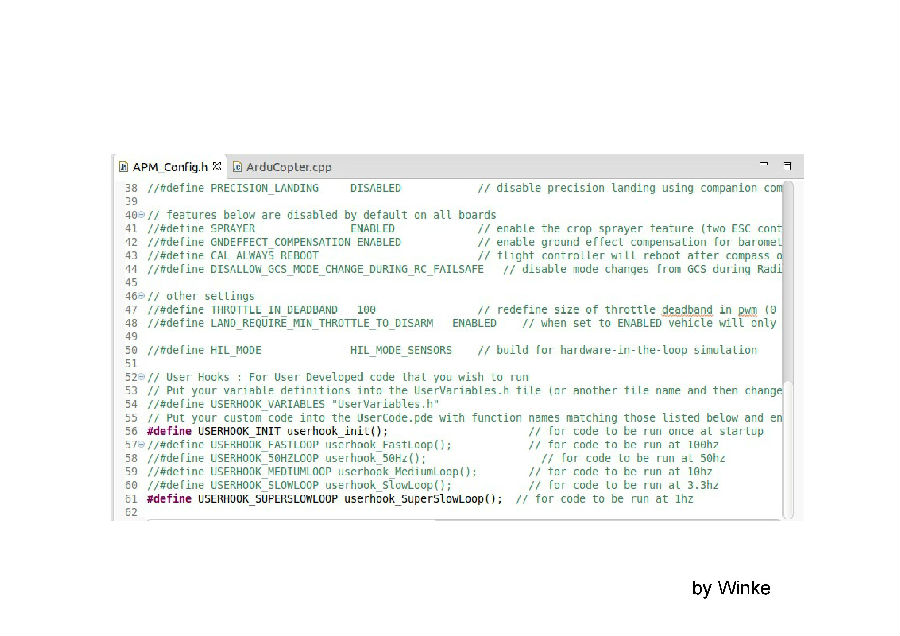 APM_Config.h ArduCopter.cpp
38 //#define PRECISION_LANDING DISABLED // disable precision landing using companion com
39
40 // features below are disabled by default on all boards
41 //#define SPRAYER ENABLED // enable the crop sprayer feature (two ESC cont
42 //#define GNDEFFECT_COMPENSATION ENABLED // enable ground effect compensation for baromet
43 //#define CAL_ALWAYS_REBOOT // flight controller will reboot after compass o
44 //#define DISALLOW_GCS_MODE_CHANGE_DURING_RC_FAILSAFE // disable mode changes from GCS during Radi
45
46 // other settings
47 //#define THROTTLE_IN_DEADBAND 100 // redefine size of throttle deadband in pwm (0
48 //#define LAND_REQUIRE_MIN_THROTTLE_TO_DISARM ENABLED // when set to ENABLED vehicle will only
49
50 //#define HIL_MODE HIL_MODE_SENSORS // build for hardware-in-the-loop simulation
51
52 // User Hooks : For User Developed code that you wish to run
53 // Put your variable definitions into the UserVariables.h file (or another file name and then change
54 //#define USERHOOK_VARIABLES "UserVariables.h"
55 // Put your custom code into the UserCode.pde with function names matching those listed below and en
56 #define USERHOOK_INIT userhook_init(); // for code to be run once at startup
57 //#define USERHOOK_FASTLOOP userhook_FastLoop(); // for code to be run at 100hz
58 //#define USERHOOK_50HZLOOP userhook_50Hz(); // for code to be run at 50hz
59 //#define USERHOOK_MEDIUMLOOP userhook_MediumLoop(); // for code to be run at 10hz
60 //#define USERHOOK_SLOWLOOP userhook_SlowLoop(); // for code to be run at 3.3hz
61 #define USERHOOK_SUPERSLOWLOOP userhook_SuperSlowLoop(); // for code to be run at 1hz
62
by Winke